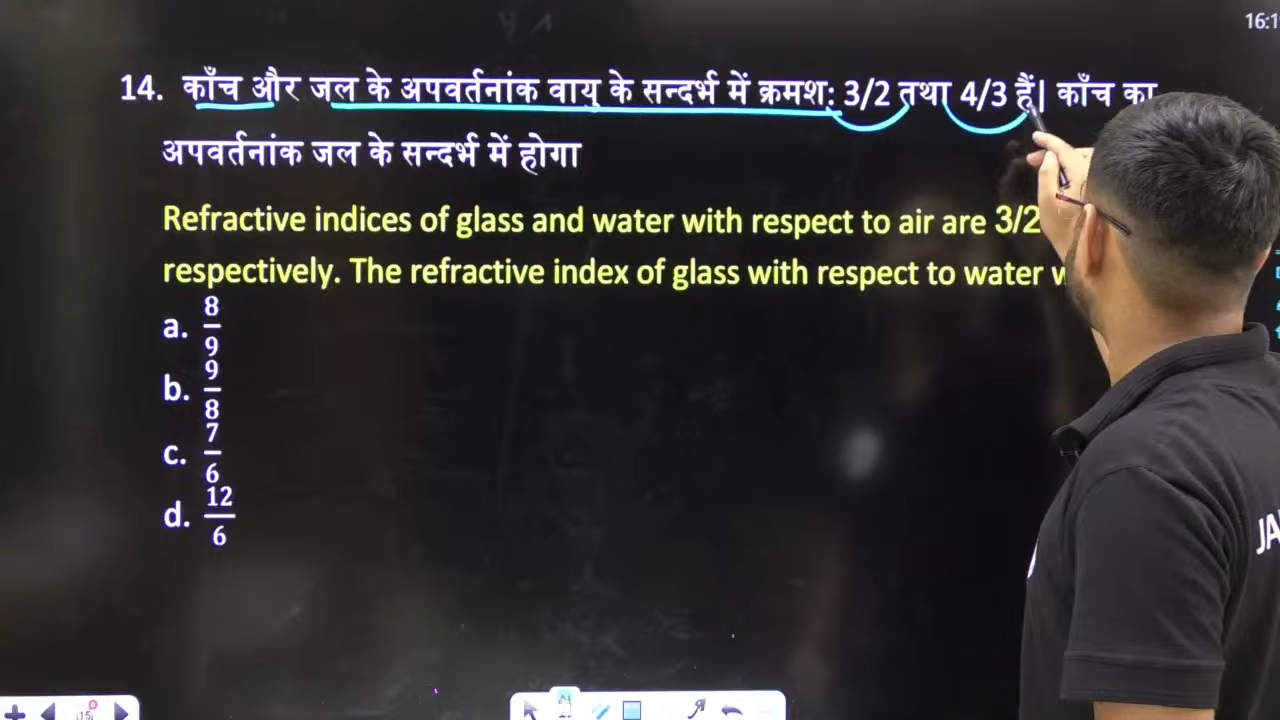 16:1
14. काँच और जल के अपवर्तनांक वायु के सन्दर्भ में क्रमश: 3/2 तथा 4/3 हैं| काँच का
अपवर्तनांक जल के सन्दर्भ में होगा
Refractive indices of glass and water with respect to air are 3/2
respectively. The refractive index of glass with respect to water
a. 8/9
b. 9/8
c. 7/6
d. 12/6
JA